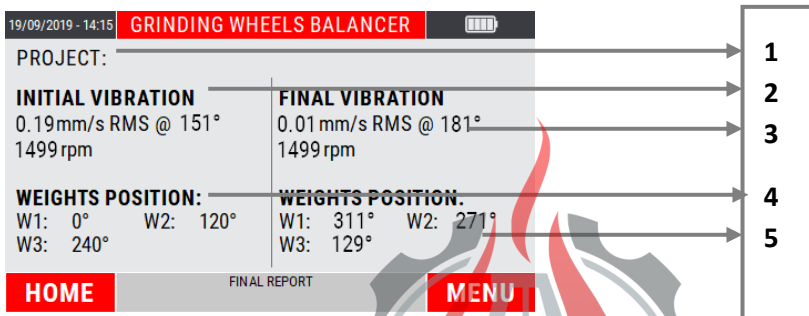 19/09/2019 - 14:15 GRINDING WHEELS BALANCER
PROJECT: 1
INITIAL VIBRATION 2
0.19mm/s RMS @ 151°
1499 rpm
FINAL VIBRATION
0.01mm/s RMS @ 181° 3
1499 rpm
WEIGHTS POSITION: 4
W1: 0° W2: 120°
W3: 240°
WEIGHTS POSITION:
W1: 311° W2: 271° 5
W3: 129°
HOME FINAL REPORT MENU